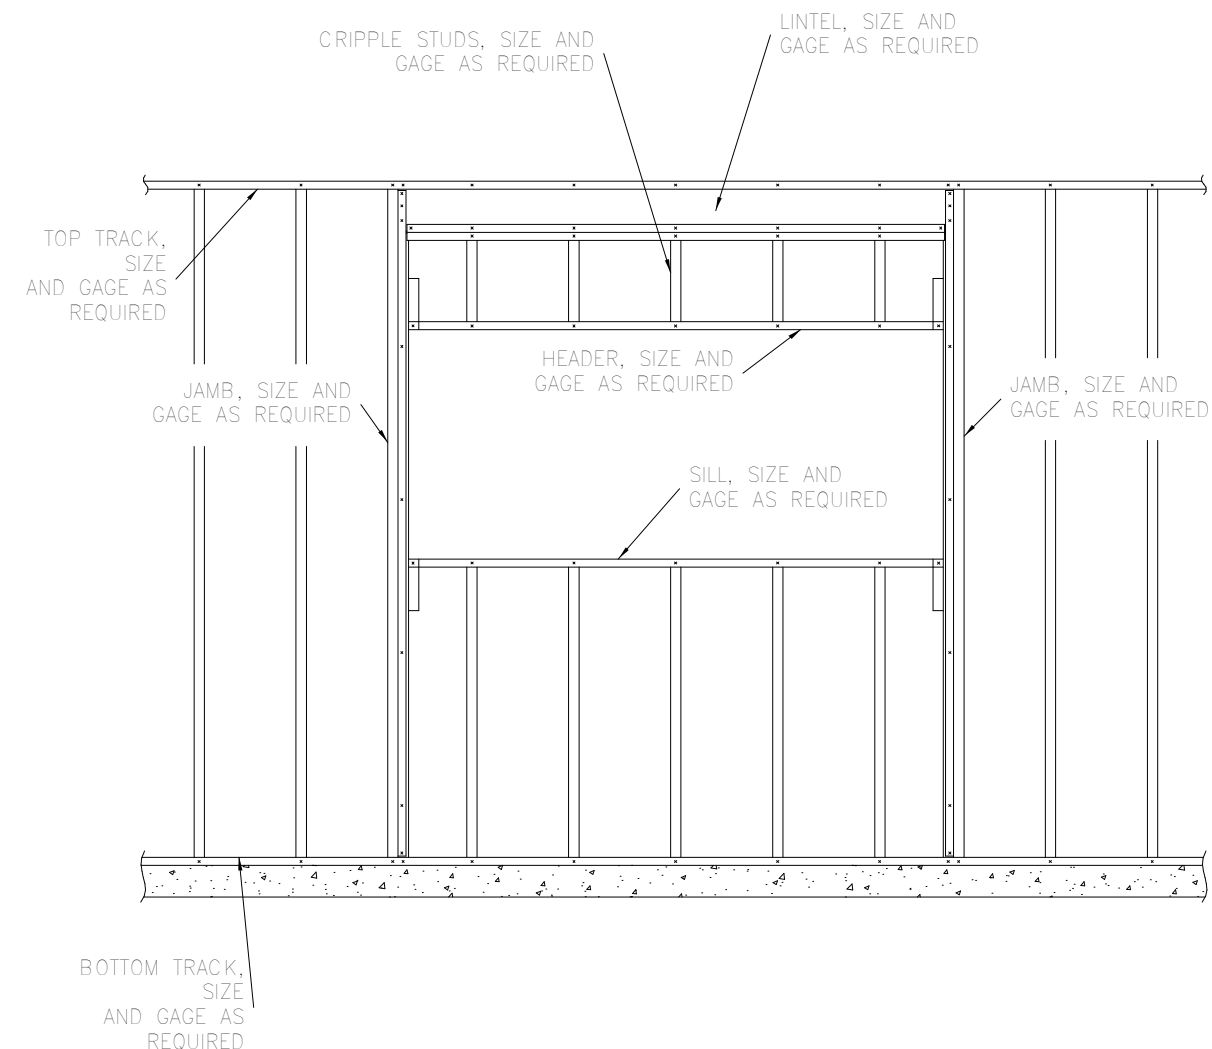 LINTEL, SIZE AND
GAGE AS REQUIRED
CRIPPLE STUDS, SIZE AND
GAGE AS REQUIRED
TOP TRACK,
SIZE
AND GAGE AS
REQUIRED
HEADER, SIZE AND
GAGE AS REQUIRED
JAMB, SIZE AND
GAGE AS REQUIRED
JAMB, SIZE AND
GAGE AS REQUIRED
SILL, SIZE AND
GAGE AS REQUIRED
BOTTOM TRACK,
SIZE
AND GAGE AS
REQUIRED